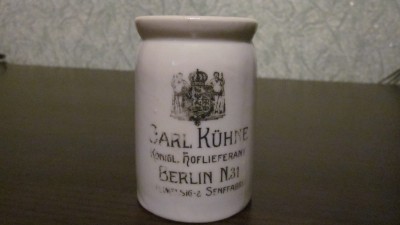 CARL KÜHNE
KÖNIGL. HOFLIEFERANT
BERLIN N.31
& SENFFABRIK